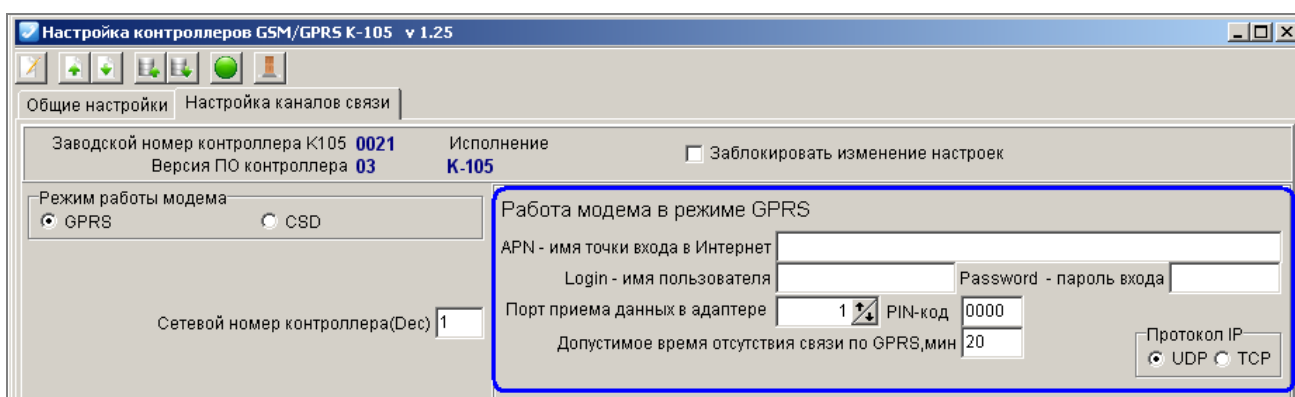 Настройка контроллеров GSM/GPRS К-105 v 1.25
Общие настройки Настройка каналов связи
Заводской номер контроллера К105 0021 Исполнение
Заблокировать изменение настроек
Версия ПО контроллера 03 К-105
Режим работы модема
GPRS CSD
Сетевой номер контроллера(Dec) 1
Работа модема в режиме GPRS
APN - имя точки входа в Интернет
Login - имя пользователя Password - пароль входа
Порт приема данных в адаптере 1 PIN-код 0000
Допустимое время отсутствия связи по GPRS,мин 20
Протокол IP
UDP TCP